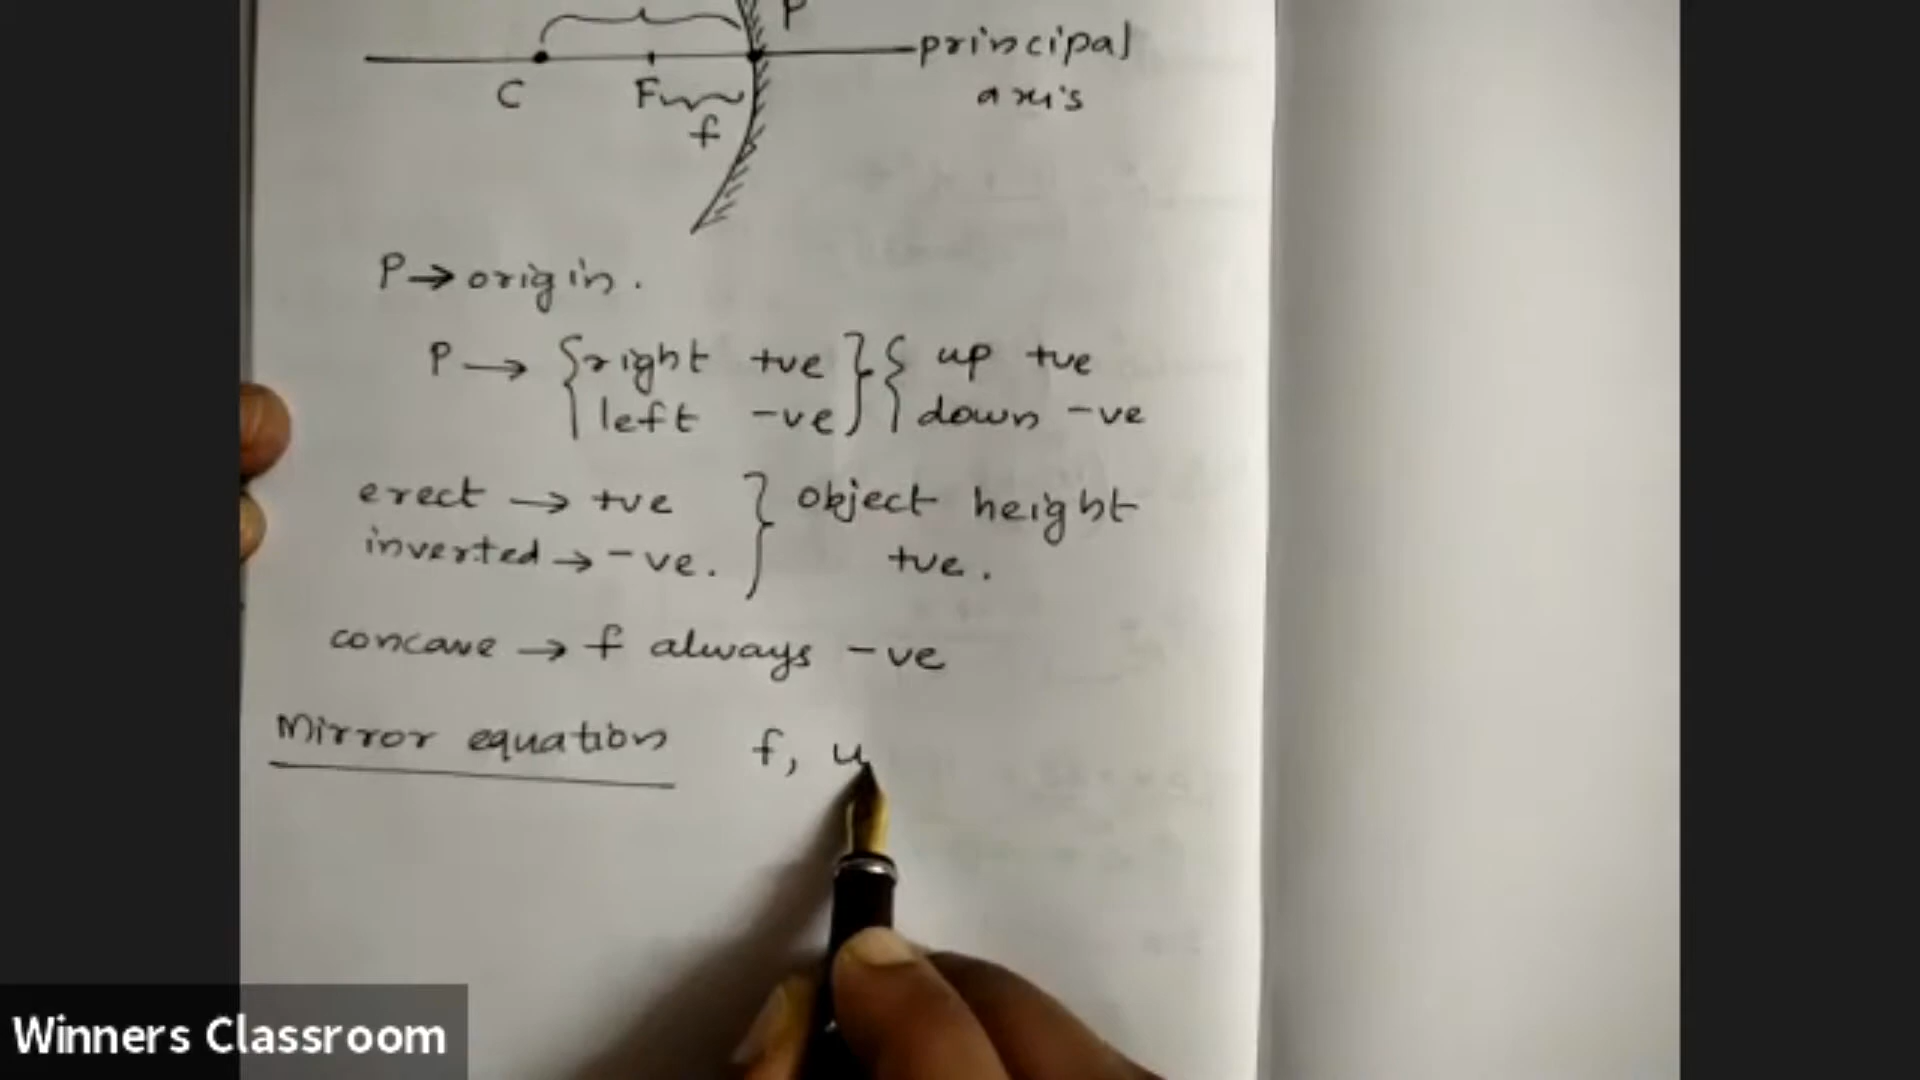 P
principal
C F axis
f
P → origin.
P → { right +ve } { up +ve
left -ve down -ve
erect → +ve } object height
inverted → -ve. +ve.
concave → f always -ve
Mirror equation f, u
Winners Classroom